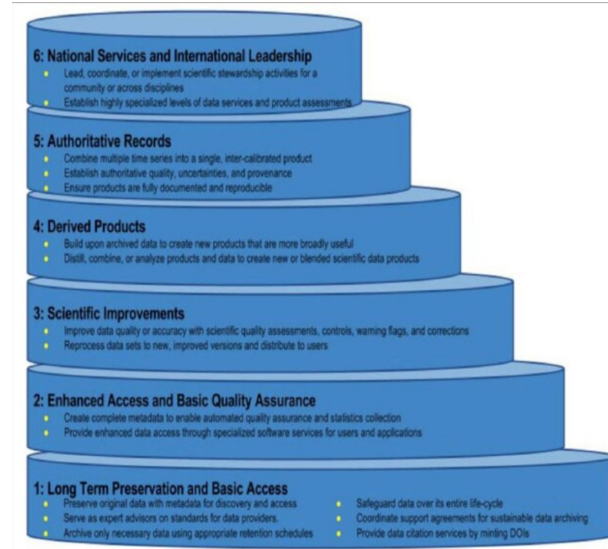 6: National Services and International Leadership
Lead, coordinate, or implement scientific stewardship activities for a
community or across disciplines
Establish highly specialized levels of data services and product assessments
5: Authoritative Records
Combine multiple time series into a single, inter-calibrated product
Establish authoritative quality, uncertainties, and provenance
Ensure products are fully documented and reproducible
4: Derived Products
Build upon archived data to create new products that are more broadly useful
Distill, combine, or analyze products and data to create new or blended scientific data products
3: Scientific Improvements
Improve data quality or accuracy with scientific quality assessments, controls, warning flags, and corrections
Reprocess data sets to new, improved versions and distribute to users
2: Enhanced Access and Basic Quality Assurance
Create complete metadata to enable automated quality assurance and statistics collection
Provide enhanced data access through specialized software services for users and applications
1: Long Term Preservation and Basic Access
Preserve original data with metadata for discovery and access
Serve as expert advisors on standards for data providers.
Archive only necessary data using appropriate retention schedules
Safeguard data over its entire life-cycle
Coordinate support agreements for sustainable data archiving
Provide data citation services by minting DOIs